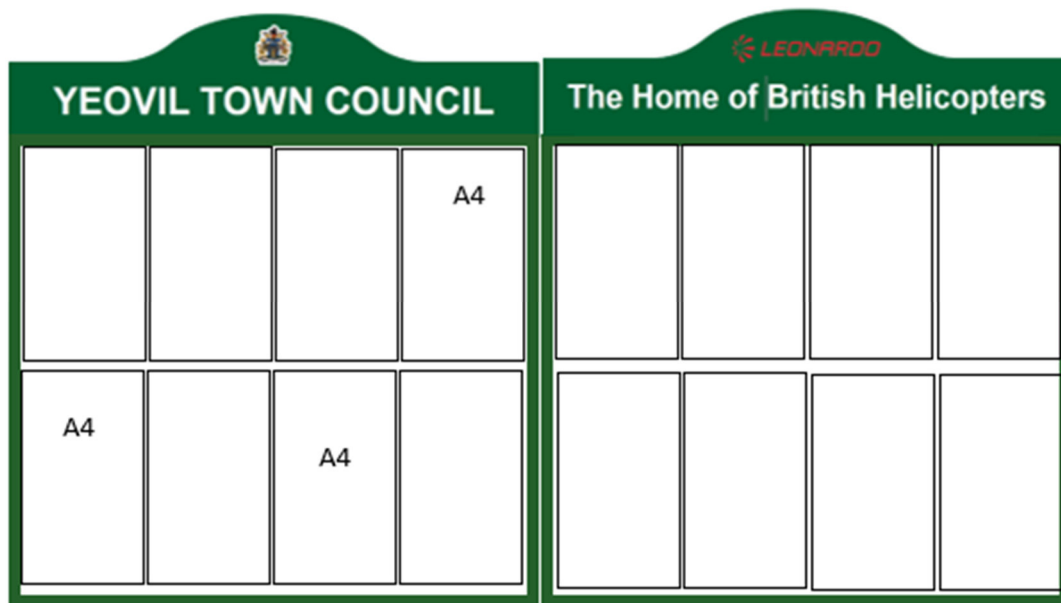 YEOVIL TOWN COUNCIL
A4
A4
A4
LEONARDO
The Home of British Helicopters